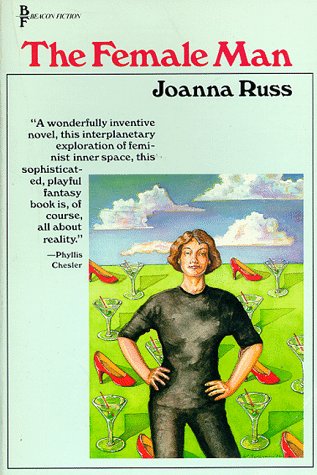 B
F BEACON FICTION
The Female Man
Joanna Russ
“A wonderfully inventive
novel, this interplanetary
exploration of femi-
nist inner space, this
sophisticat-
ed, playful
fantasy
book is, of
course,
all about
reality.”
—Phyllis
Chesler